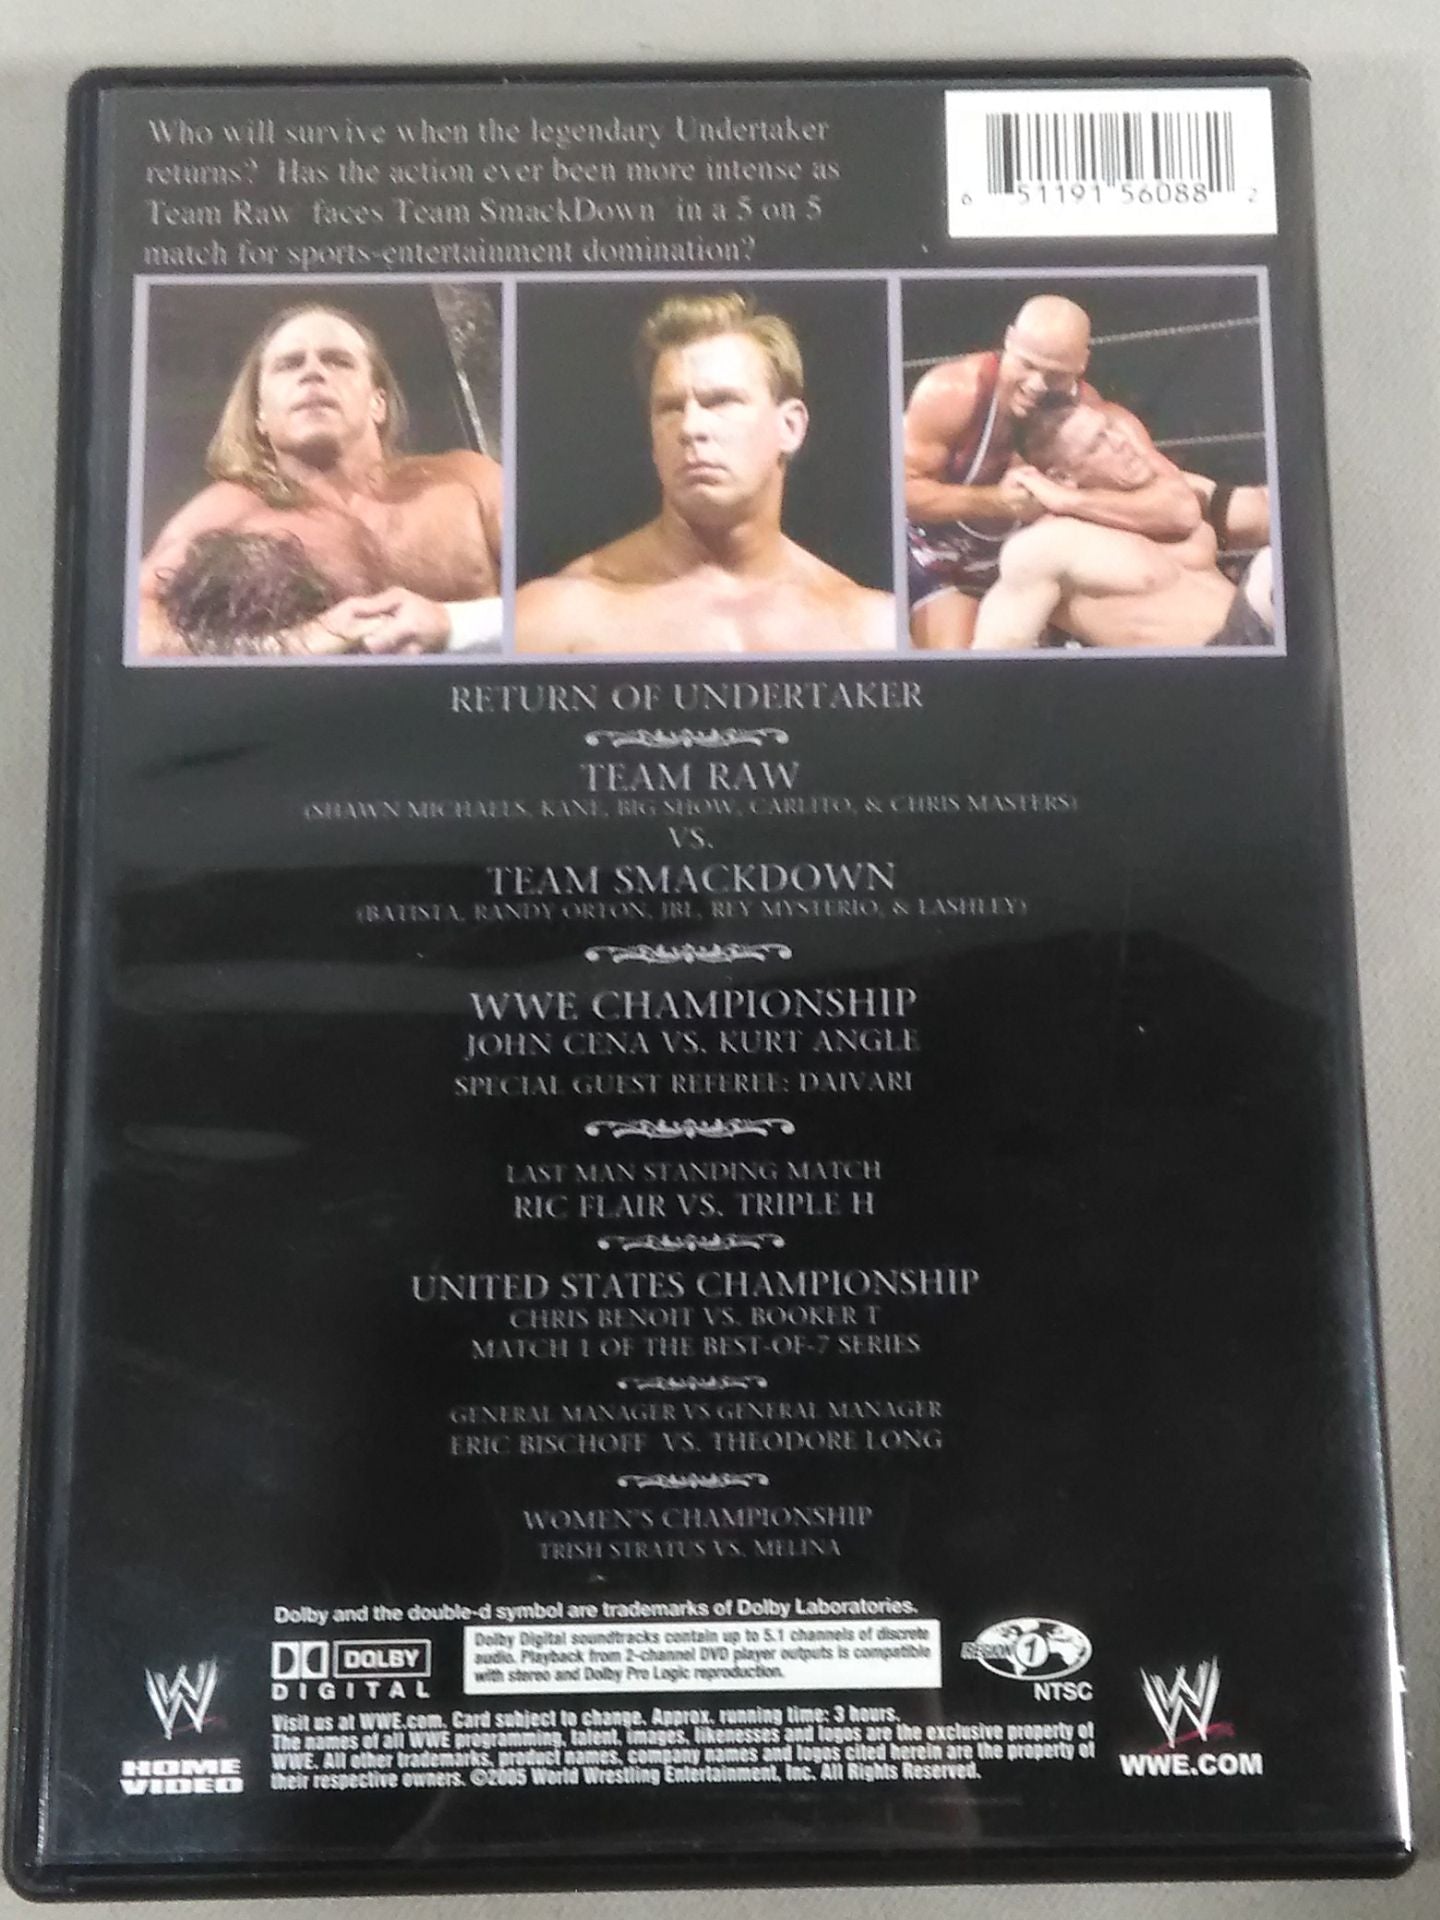 Who will survive when the legendary Undertaker
returns? Has the action ever been more intense as
Team Raw faces Team SmackDown in a 5 on 5
match for sports-entertainment domination?
6 51191 56088 2
RETURN OF UNDERTAKER
TEAM RAW
(SHAWN MICHAELS, KANE, BIG SHOW, CARLITO, & CHRIS MASTERS)
VS.
TEAM SMACKDOWN
(BATISTA, RANDY ORTON, JBL, REY MYSTERIO, & LASHLEY)
WWE CHAMPIONSHIP
JOHN CENA VS. KURT ANGLE
SPECIAL GUEST REFEREE: DAIVARI
LAST MAN STANDING MATCH
RIC FLAIR VS. TRIPLE H
UNITED STATES CHAMPIONSHIP
CHRIS BENOIT VS. BOOKER T
MATCH 1 OF THE BEST-OF-7 SERIES
GENERAL MANAGER VS GENERAL MANAGER
ERIC BISCHOFF VS. THEODORE LONG
WOMEN'S CHAMPIONSHIP
TRISH STRATUS VS. MELINA
Dolby and the double-d symbol are trademarks of Dolby Laboratories.
DOLBY
DIGITAL
Dolby Digital soundtracks contain up to 5.1 channels of discrete
audio. Playback from 2-channel DVD player outputs is compatible
with stereo and Dolby Pro Logic reproduction.
REGION 1
NTSC
W
HOME
VIDEO
Visit us at WWE.com. Card subject to change. Approx. running time: 3 hours.
The names of all WWE programming, talent, images, likenesses and logos are the exclusive property of
WWE. All other trademarks, product names, company names and logos cited herein are the property of
their respective owners. ©2005 World Wrestling Entertainment, Inc. All Rights Reserved.
W
WWE.COM